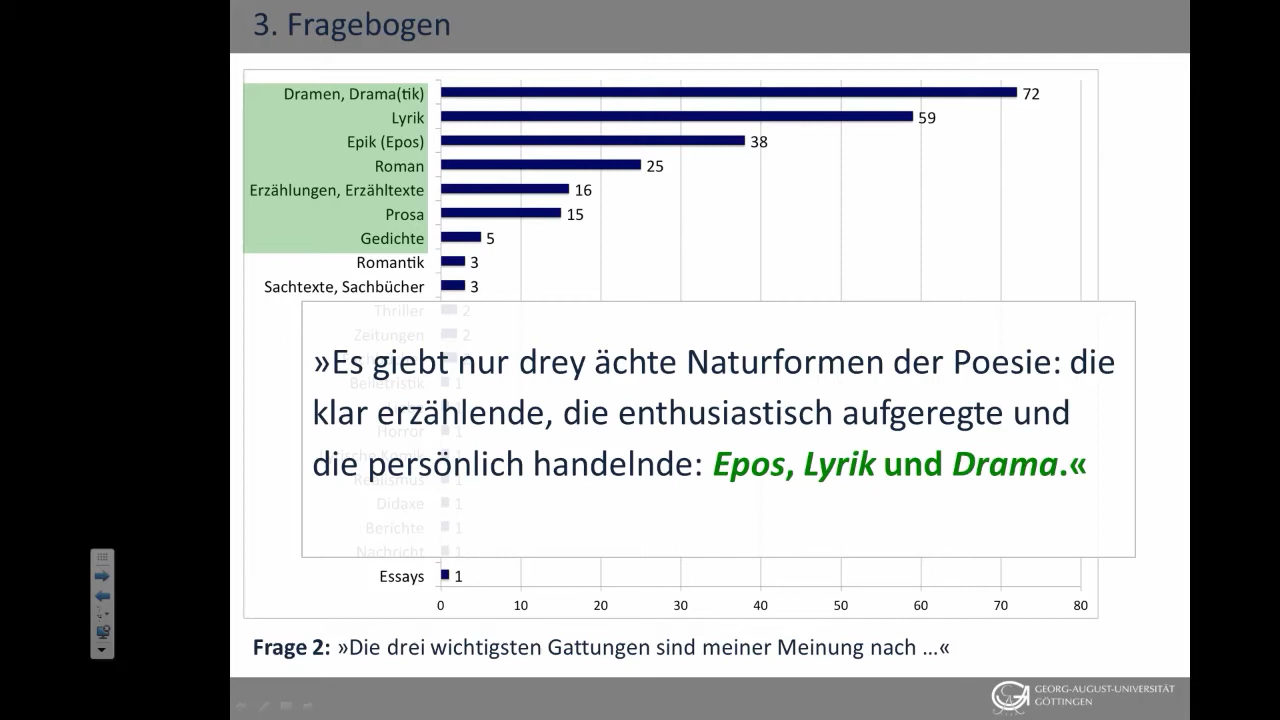 3. Fragebogen
Dramen, Drama(tik) 72
Lyrik 59
Epik (Epos) 38
Roman 25
Erzählungen, Erzähltexte 16
Prosa 15
Gedichte 5
Romantik 3
Sachtexte, Sachbücher 3
Thriller 2
Zeitungen 2
»Es giebt nur drey ächte Naturformen der Poesie: die
Belletristik 1
klar erzählende, die enthusiastisch aufgeregte und
Horror 1
die persönlich handelnde: Epos, Lyrik und Drama.«
Realismus 1
Didaxe 1
Berichte 1
Nachricht 1
Essays 1
0 10 20 30 40 50 60 70 80
Frage 2: »Die drei wichtigsten Gattungen sind meiner Meinung nach ...«
GEORG-AUGUST-UNIVERSITÄT
GÖTTINGEN